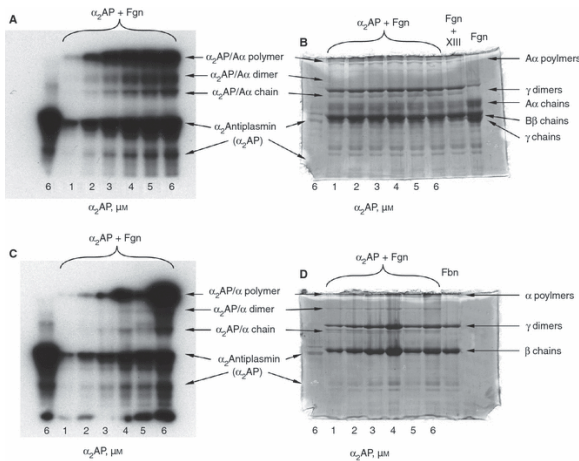 A
α₂AP + Fgn
α₂AP/Aα polymer
α₂AP/Aα dimer
α₂AP/Aα chain
α₂Antiplasmin
(α₂AP)
6 1 2 3 4 5 6
α₂AP, μM
B
α₂AP + Fgn
Fgn
+
XIII
Fgn
Aα poylmers
γ dimers
Aα chains
Bβ chains
γ chains
6 1 2 3 4 5 6
α₂AP, μM
C
α₂AP + Fgn
α₂AP/α polymer
α₂AP/α dimer
α₂AP/α chain
α₂Antiplasmin
(α₂AP)
6 1 2 3 4 5 6
α₂AP, μM
D
α₂AP + Fgn
Fbn
α poylmers
γ dimers
β chains
6 1 2 3 4 5 6
α₂AP, μM